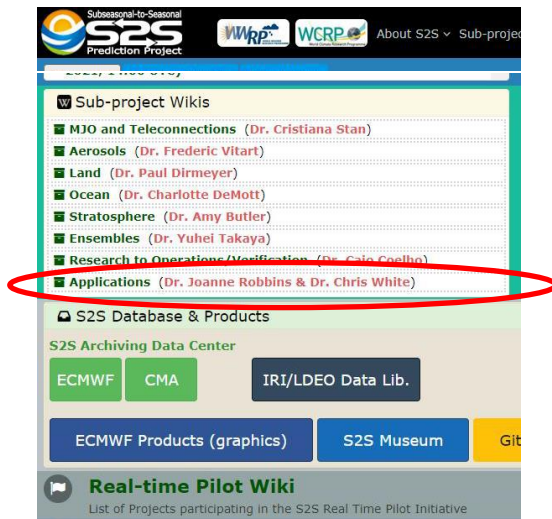 Subseasonal-to-Seasonal
S2S
Prediction Project
WWRP
WCRP
World Climate Research Programme
About S2S
Sub-projec
Sub-project Wikis
MJO and Teleconnections (Dr. Cristiana Stan)
Aerosols (Dr. Frederic Vitart)
Land (Dr. Paul Dirmeyer)
Ocean (Dr. Charlotte DeMott)
Stratosphere (Dr. Amy Butler)
Ensembles (Dr. Yuhei Takaya)
Research to Operations/Verification (Dr. Caio Coelho)
Applications (Dr. Joanne Robbins & Dr. Chris White)
S2S Database & Products
S2S Archiving Data Center
ECMWF CMA IRI/LDEO Data Lib.
ECMWF Products (graphics) S2S Museum Git
Real-time Pilot Wiki
List of Projects participating in the S2S Real Time Pilot Initiative